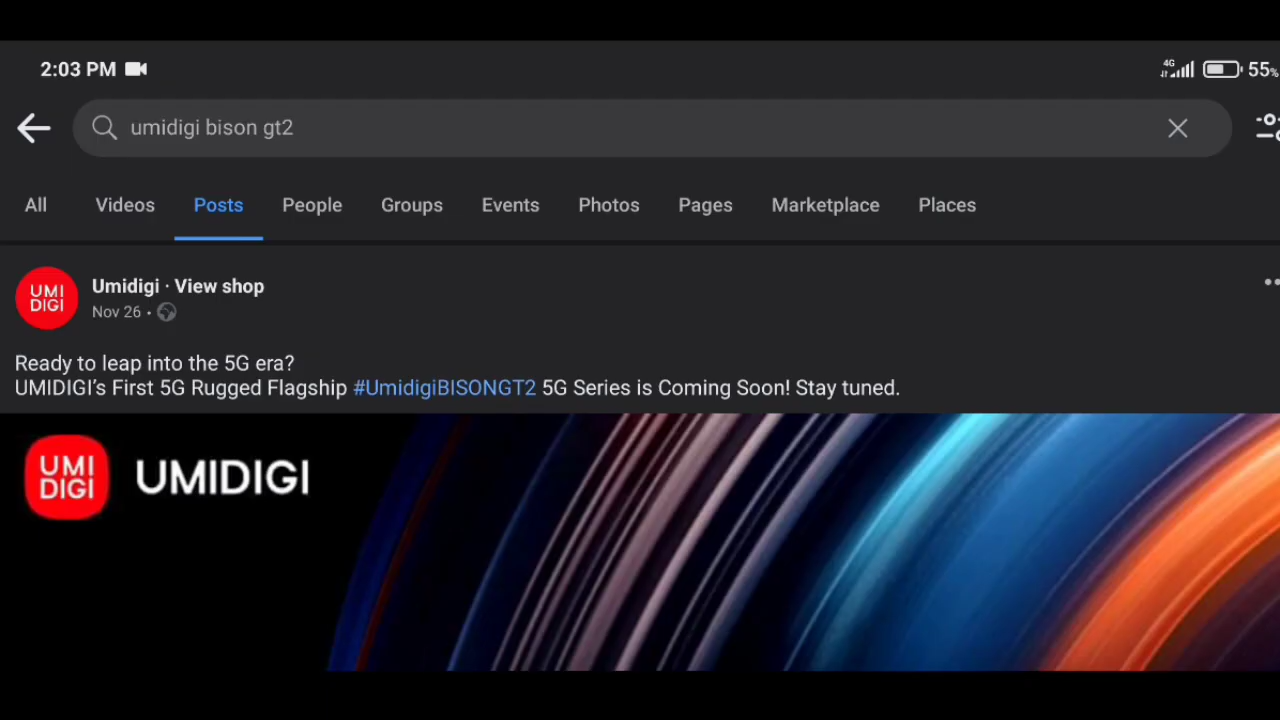 2:03 PM
4G
55%
umidigi bison gt2
All Videos Posts People Groups Events Photos Pages Marketplace Places
UMI
DIGI
Umidigi · View shop
Nov 26 •
Ready to leap into the 5G era?
UMIDIGI’s First 5G Rugged Flagship #UmidigiBISONGT2 5G Series is Coming Soon! Stay tuned.
UMI
DIGI
UMIDIGI